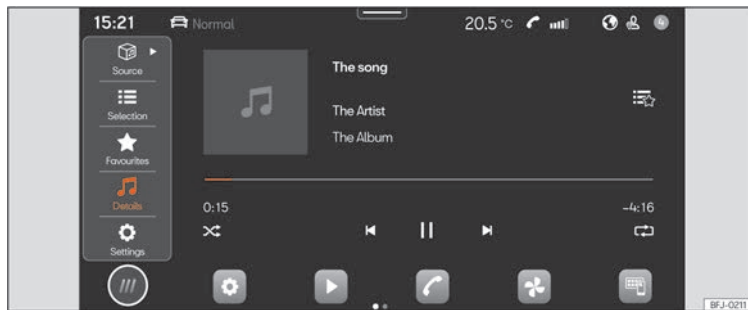 15:21 Normal 20.5 °C 4
Source
Selection
Favourites
Details
Settings
The song
The Artist
The Album
0:15 -4:16
BFJ-0211